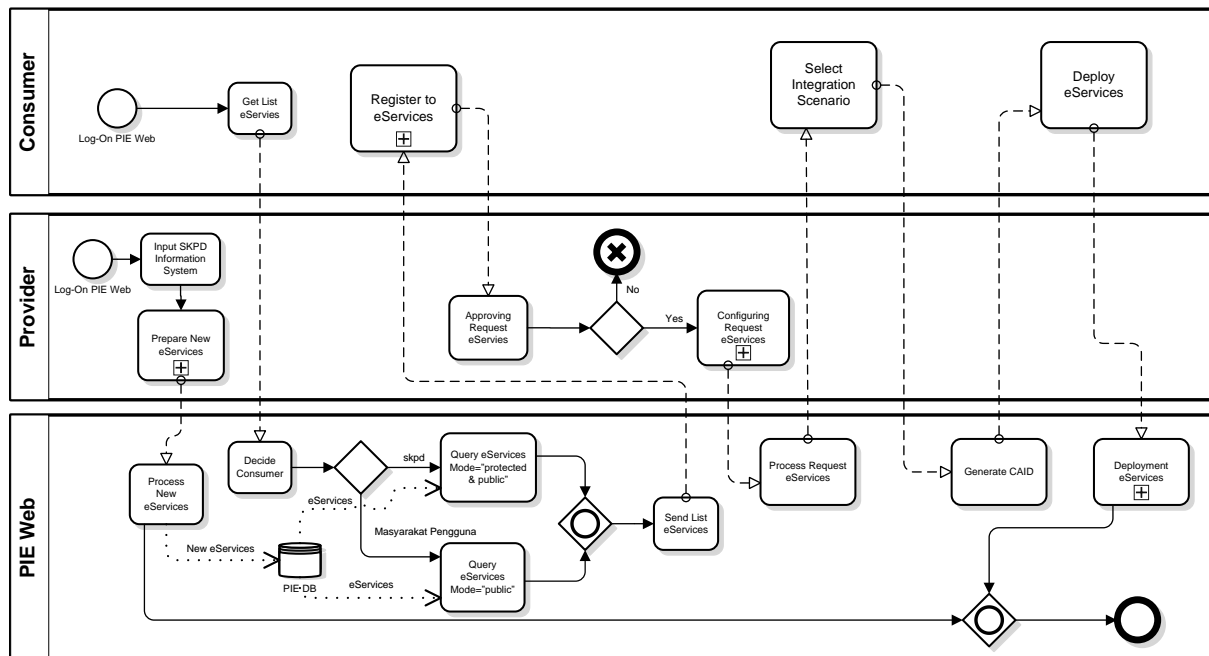 Consumer
Log-On PIE Web
Get List
eServies
Register to
eServices
Select
Integration
Scenario
Deploy
eServices
Provider
Log-On PIE Web
Input SKPD
Information
System
Prepare New
eServices
Approving
Request
eServies
No
Yes
Configuring
Request
eServices
PIE Web
Process
New
eServices
Decide
Consumer
skpd
Query eServices
Mode="protected
& public"
eServices
New eServices
PIE-DB
Masyarakat Pengguna
eServices
Query
eServices
Mode="public"
Send List
eServices
Process Request
eServices
Generate CAID
Deployment
eServices